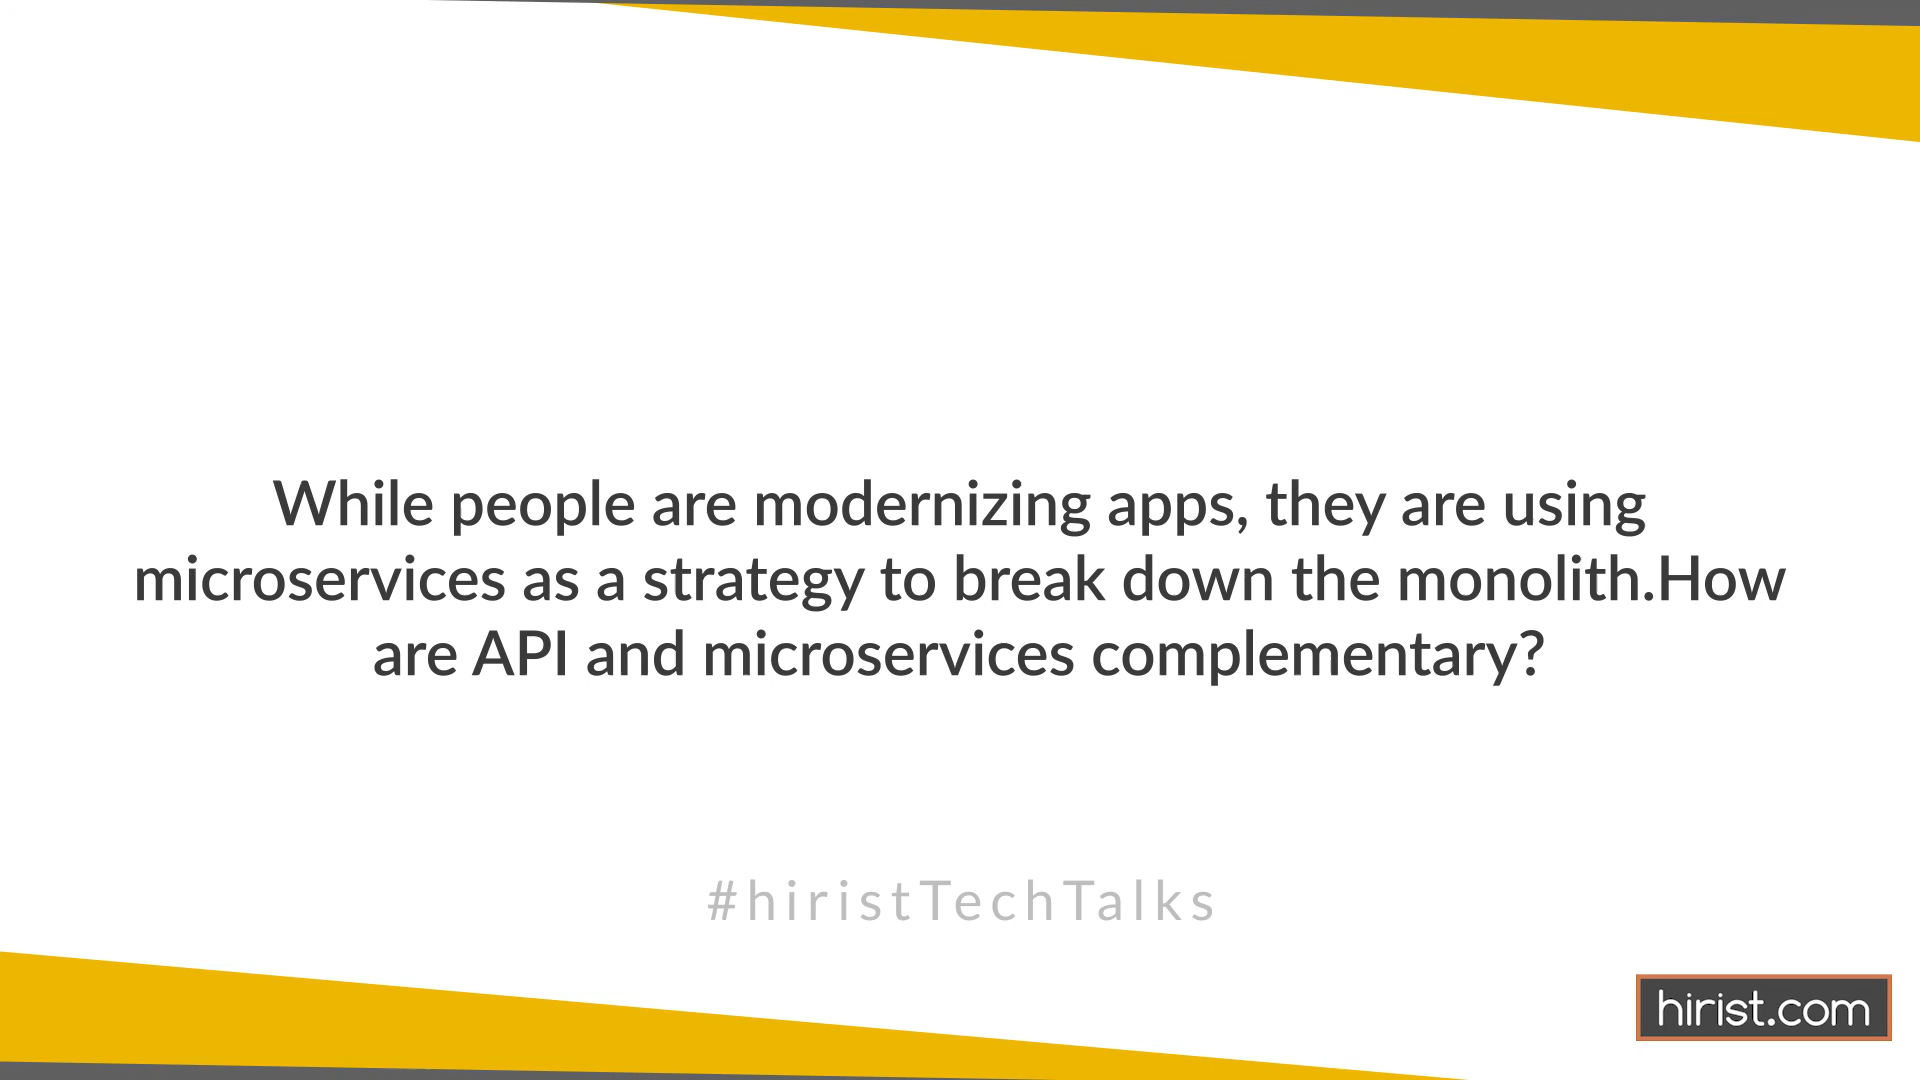 While people are modernizing apps, they are using
microservices as a strategy to break down the monolith.How
are API and microservices complementary?
#hiristTechTalks
hirist.com